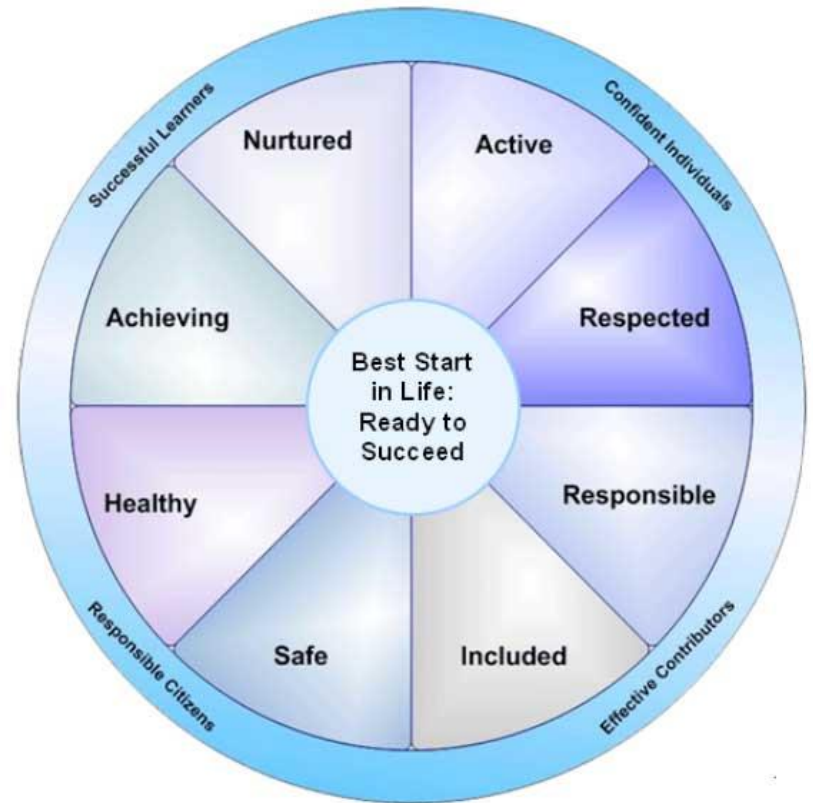 Successful Learners
Confident Individuals
Nurtured
Active
Achieving
Respected
Best Start
in Life:
Ready to
Succeed
Healthy
Responsible
Safe
Included
Responsible Citizens
Effective Contributors